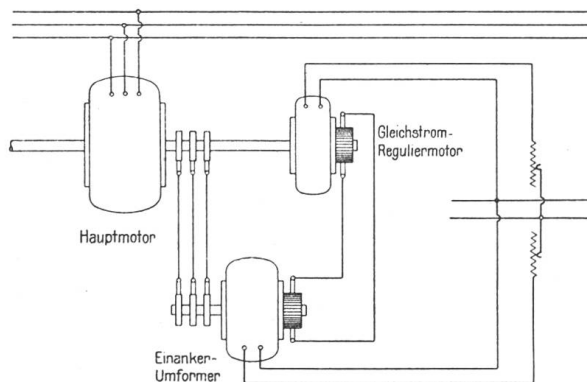 Gleichstrom-
Reguliermotor
Hauptmotor
Einanker-
Umformer